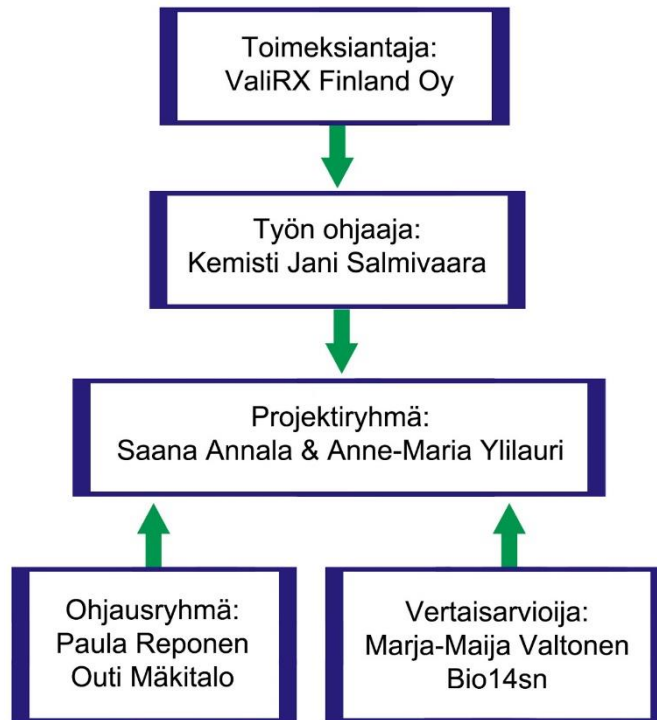 Toimeksiantaja:
ValiRX Finland Oy
Työn ohjaaja:
Kemisti Jani Salmivaara
Projektiryhmä:
Saana Annala & Anne-Maria Ylilauri
Ohjausryhmä:
Paula Reponen
Outi Mäkitalo
Vertaisarvioija:
Marja-Maija Valtonen
Bio14sn